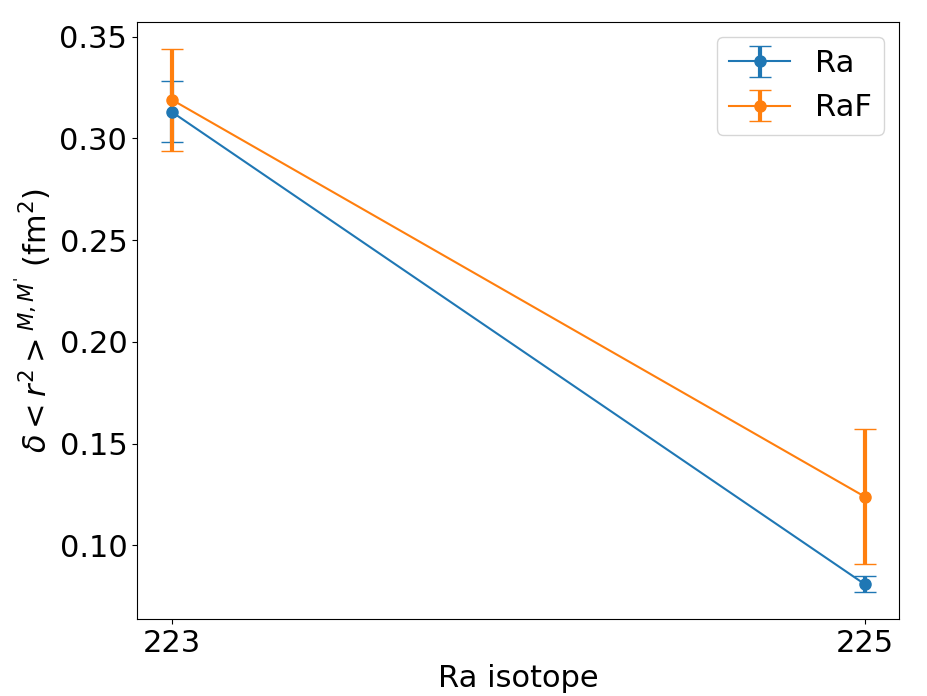 0.35
0.30
0.25
0.20
0.15
0.10
δ < r² > ᴹ,ᴹ' (fm²)
Ra
RaF
223
225
Ra isotope